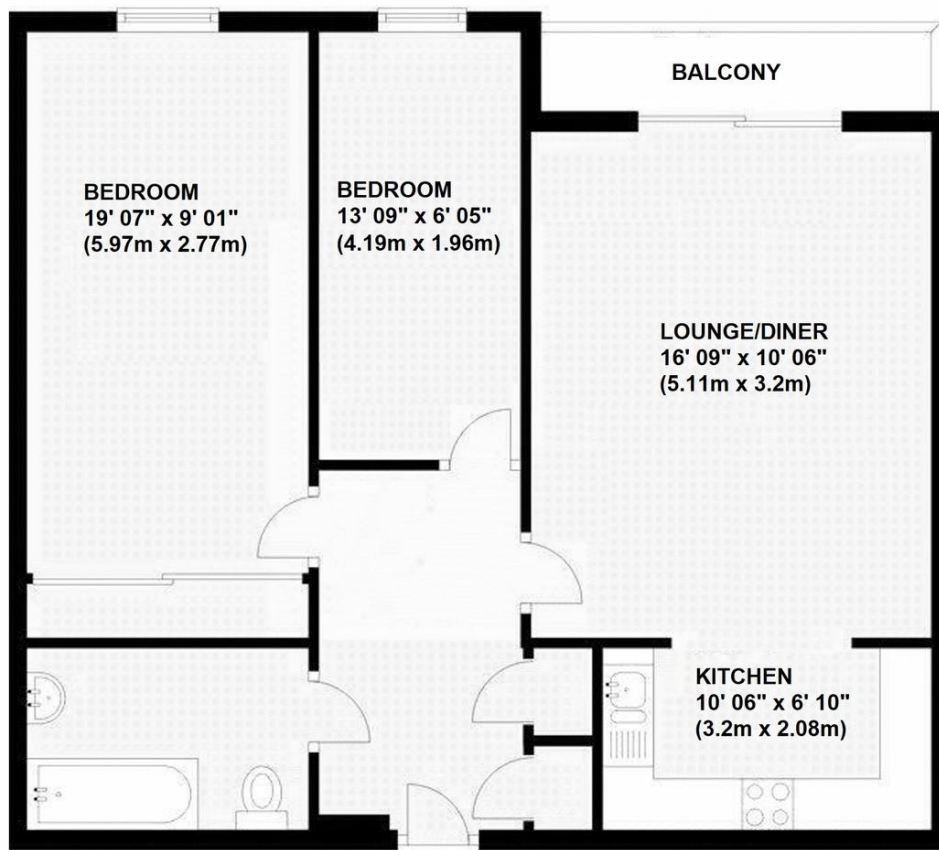 BALCONY
BEDROOM
19' 07" x 9' 01"
(5.97m x 2.77m)
BEDROOM
13' 09" x 6' 05"
(4.19m x 1.96m)
LOUNGE/DINER
16' 09" x 10' 06"
(5.11m x 3.2m)
KITCHEN
10' 06" x 6' 10"
(3.2m x 2.08m)